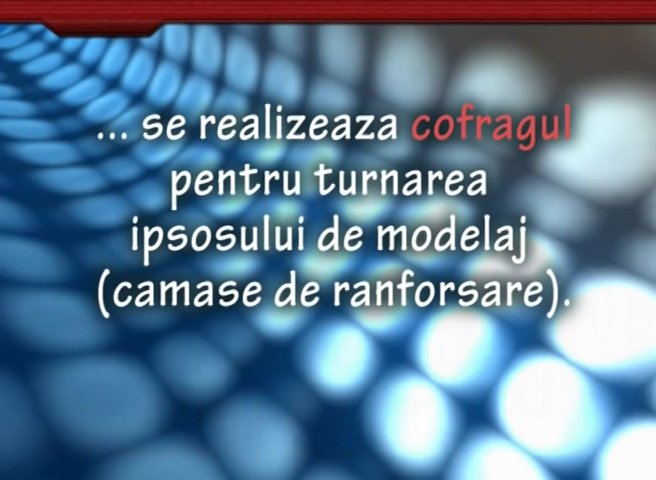 ... se realizeaza cofragul
pentru turnarea
ipsosului de modelaj
(camase de ranforsare).